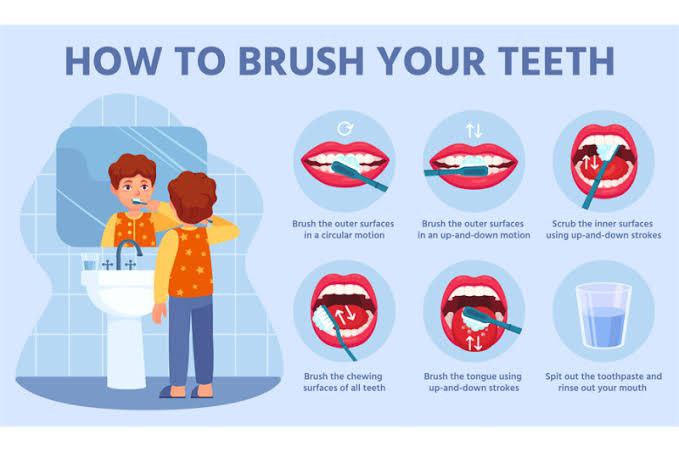 HOW TO BRUSH YOUR TEETH
Brush the outer surfaces
in a circular motion
Brush the outer surfaces
in an up-and-down motion
Scrub the inner surfaces
using up-and-down strokes
Brush the chewing
surfaces of all teeth
Brush the tongue using
up-and-down strokes
Spit out the toothpaste and
rinse out your mouth